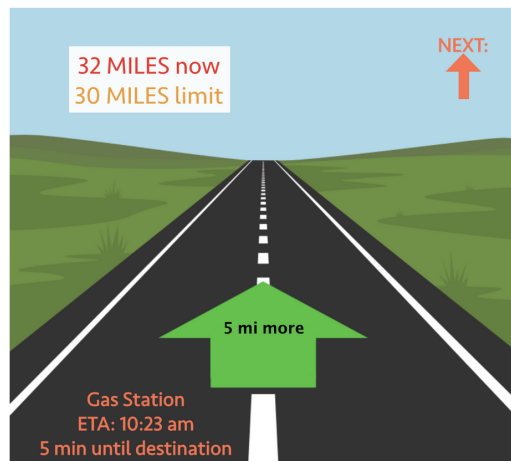 32 MILES now
30 MILES limit
NEXT:
5 mi more
Gas Station
ETA: 10:23 am
5 min until destination